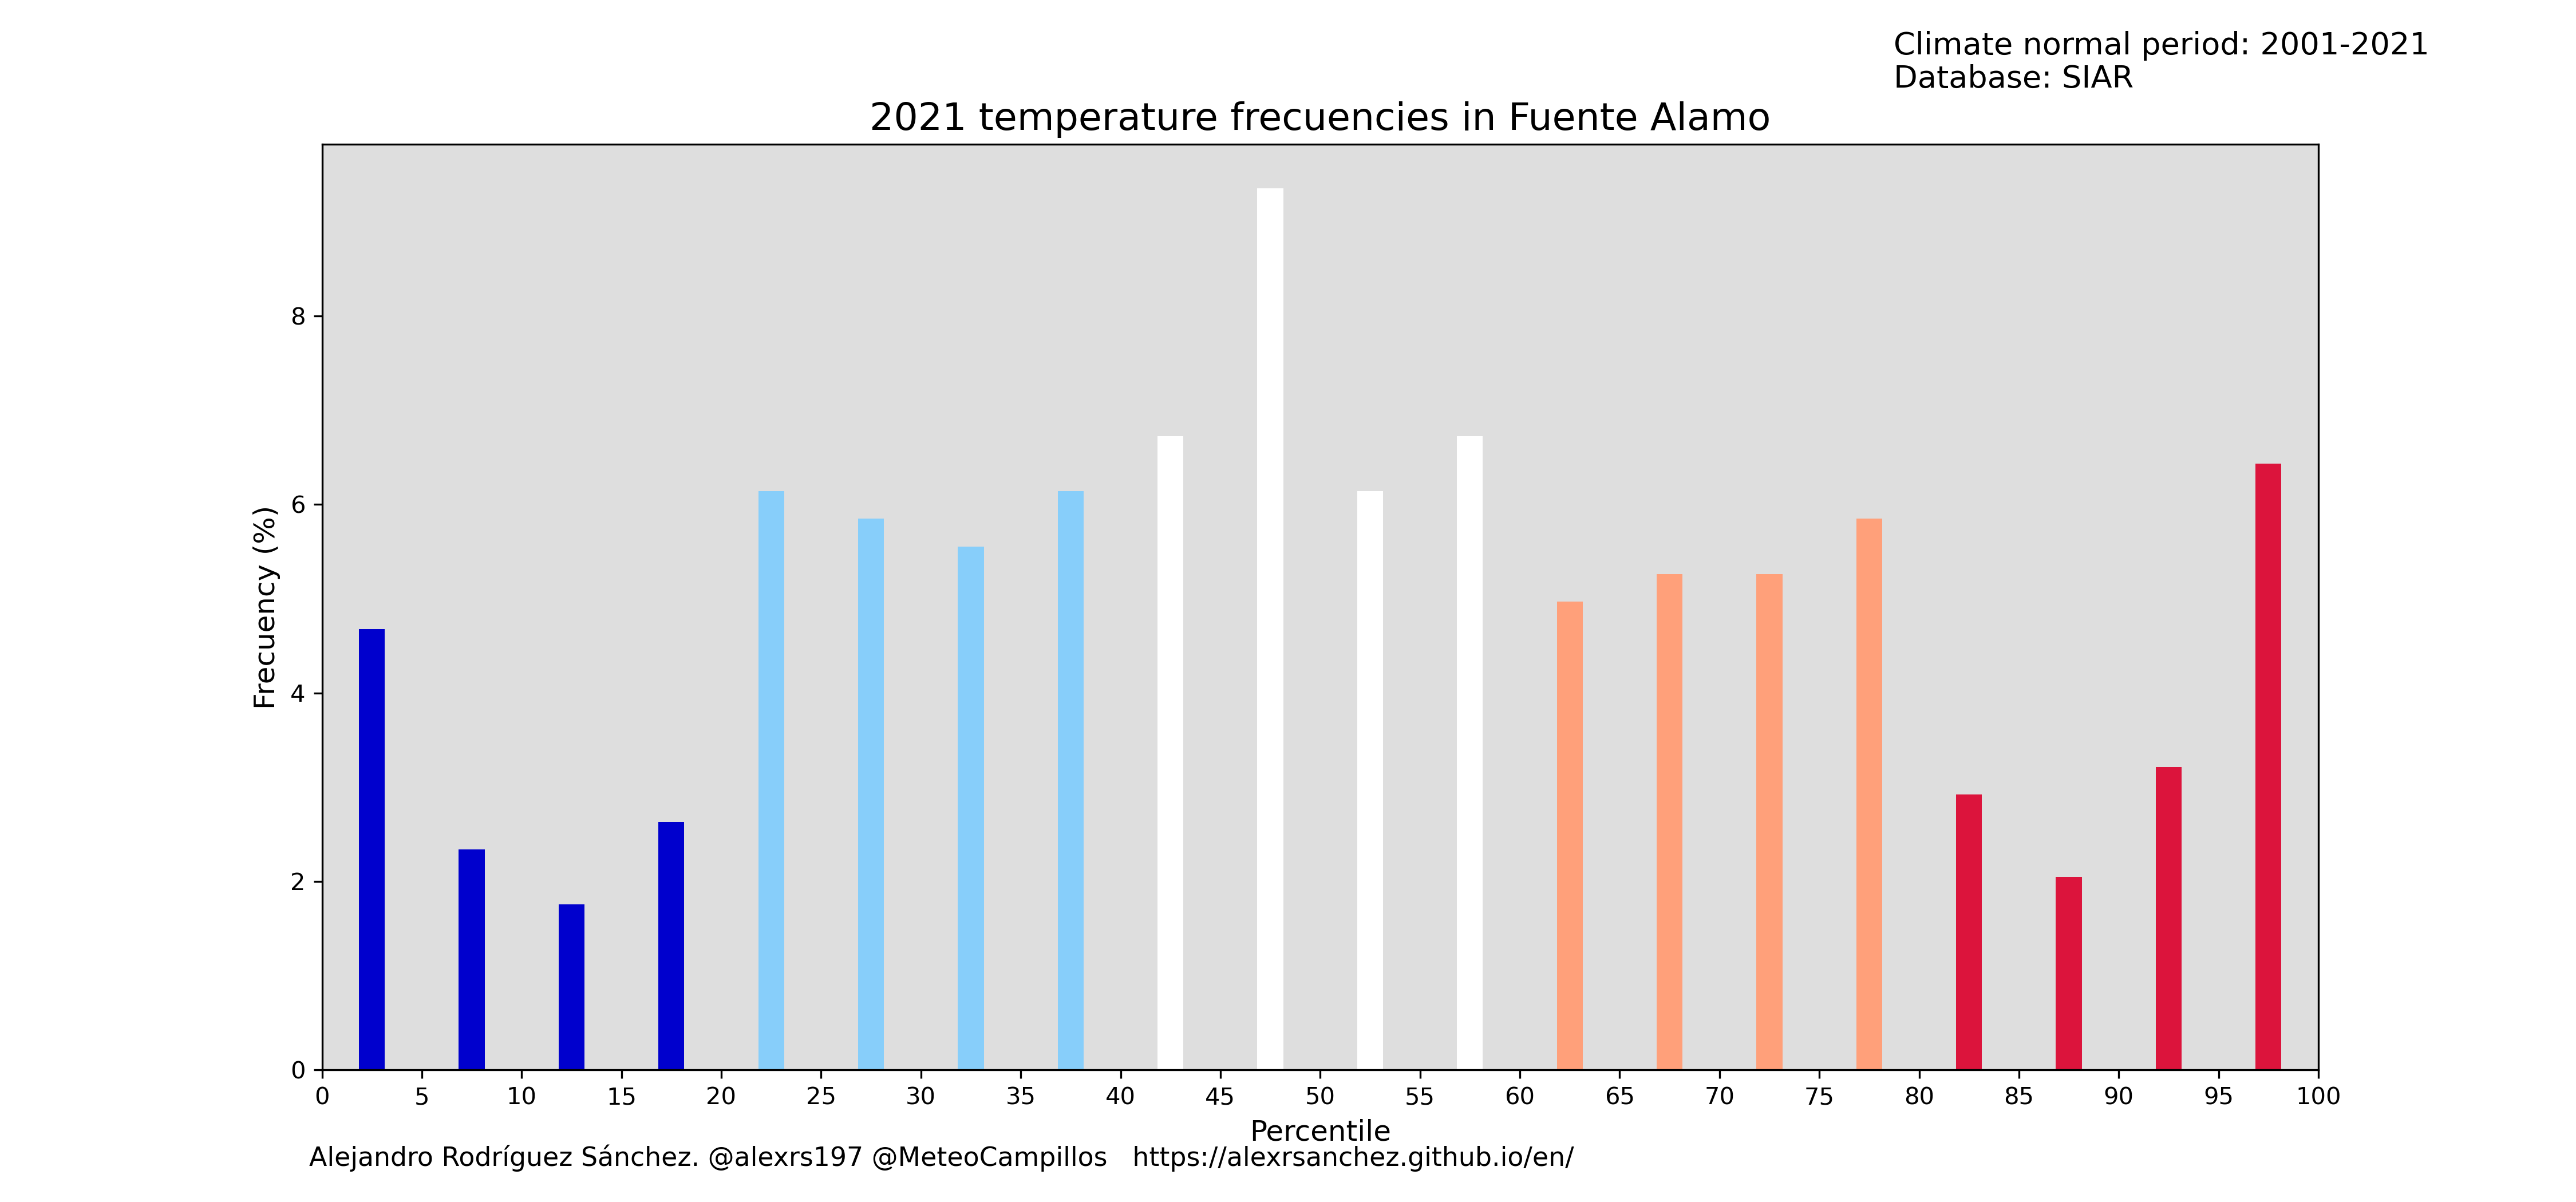 Climate normal period: 2001-2021
Database: SIAR
2021 temperature frecuencies in Fuente Alamo
Frecuency (%)
8
6
4
2
0
0 5 10 15 20 25 30 35 40 45 50 55 60 65 70 75 80 85 90 95 100
Percentile
Alejandro Rodríguez Sánchez. @alexrs197 @MeteoCampillos https://alexrsanchez.github.io/en/